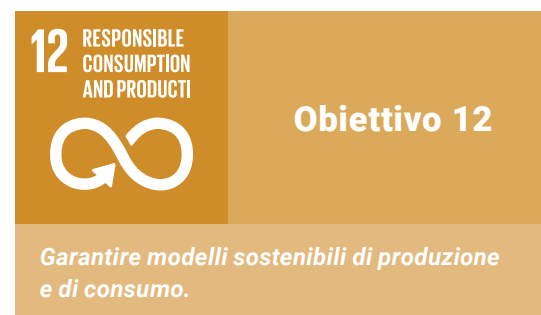 12 RESPONSIBLE
CONSUMPTION
AND PRODUCTI
Obiettivo 12
Garantire modelli sostenibili di produzione
e di consumo.